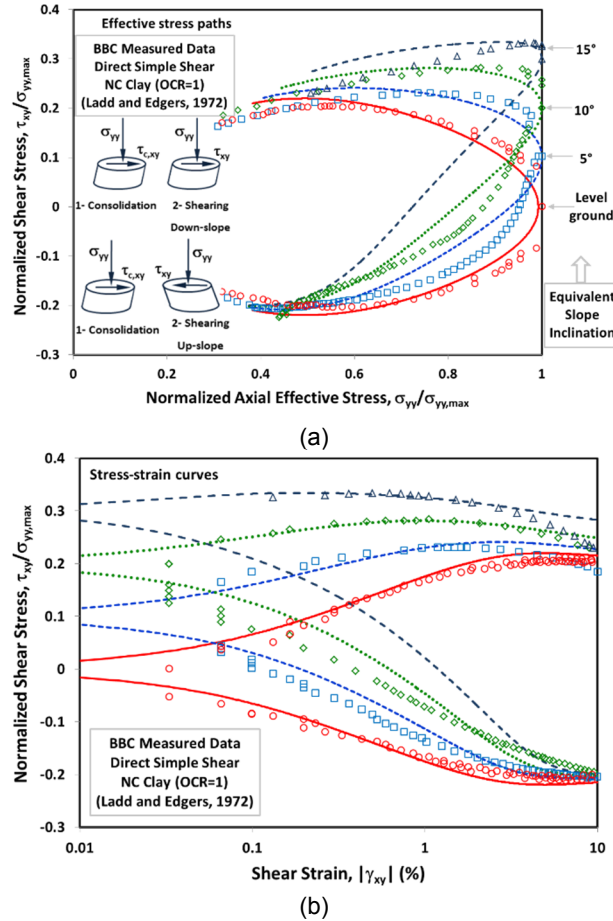 Effective stress paths
BBC Measured Data
Direct Simple Shear
NC Clay (OCR=1)
(Ladd and Edgers, 1972)
σyy
τc,xy
1- Consolidation
σyy
τxy
2- Shearing
Down-slope
σyy
τc,xy
1- Consolidation
τxy
σyy
2- Shearing
Up-slope
15°
10°
5°
Level
ground
Equivalent
Slope
Inclination
0.4
0.3
0.2
0.1
0
-0.1
-0.2
-0.3
Normalized Shear Stress, τxy/σyy,max
0
0.2
0.4
0.6
0.8
1
Normalized Axial Effective Stress, σyy/σyy,max
(a)
Stress-strain curves
0.4
0.3
0.2
0.1
0
-0.1
-0.2
-0.3
Normalized Shear Stress, τxy/σyy,max
BBC Measured Data
Direct Simple Shear
NC Clay (OCR=1)
(Ladd and Edgers, 1972)
0.01
0.1
1
10
Shear Strain, |γxy| (%)
(b)